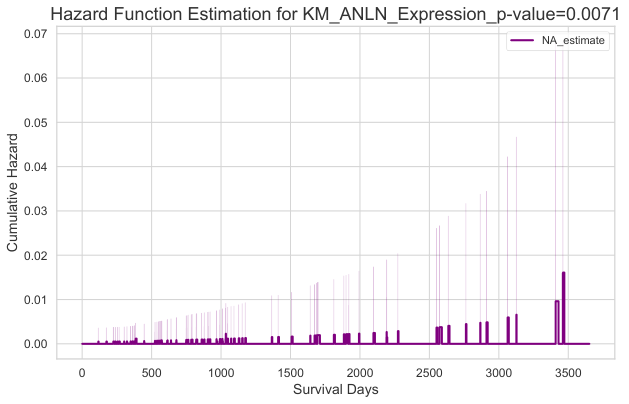 Hazard Function Estimation for KM_ANLN_Expression_p-value=0.0071
NA_estimate
0.07
0.06
0.05
0.04
0.03
0.02
0.01
0.00
Cumulative Hazard
0 500 1000 1500 2000 2500 3000 3500
Survival Days